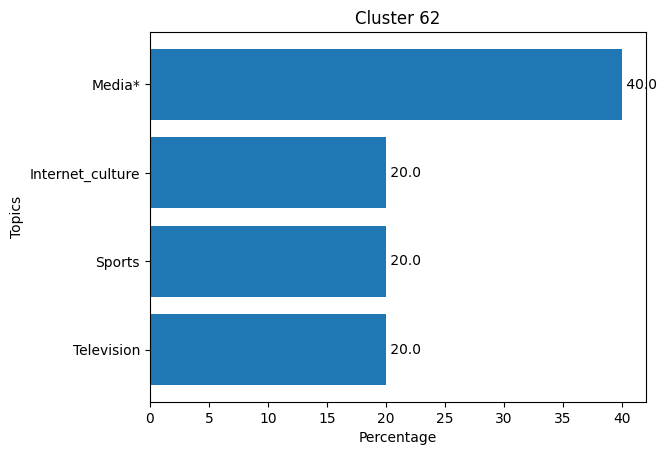 Cluster 62
Topics
Media*
40.0
Internet_culture
20.0
Sports
20.0
Television
20.0
0 5 10 15 20 25 30 35 40
Percentage